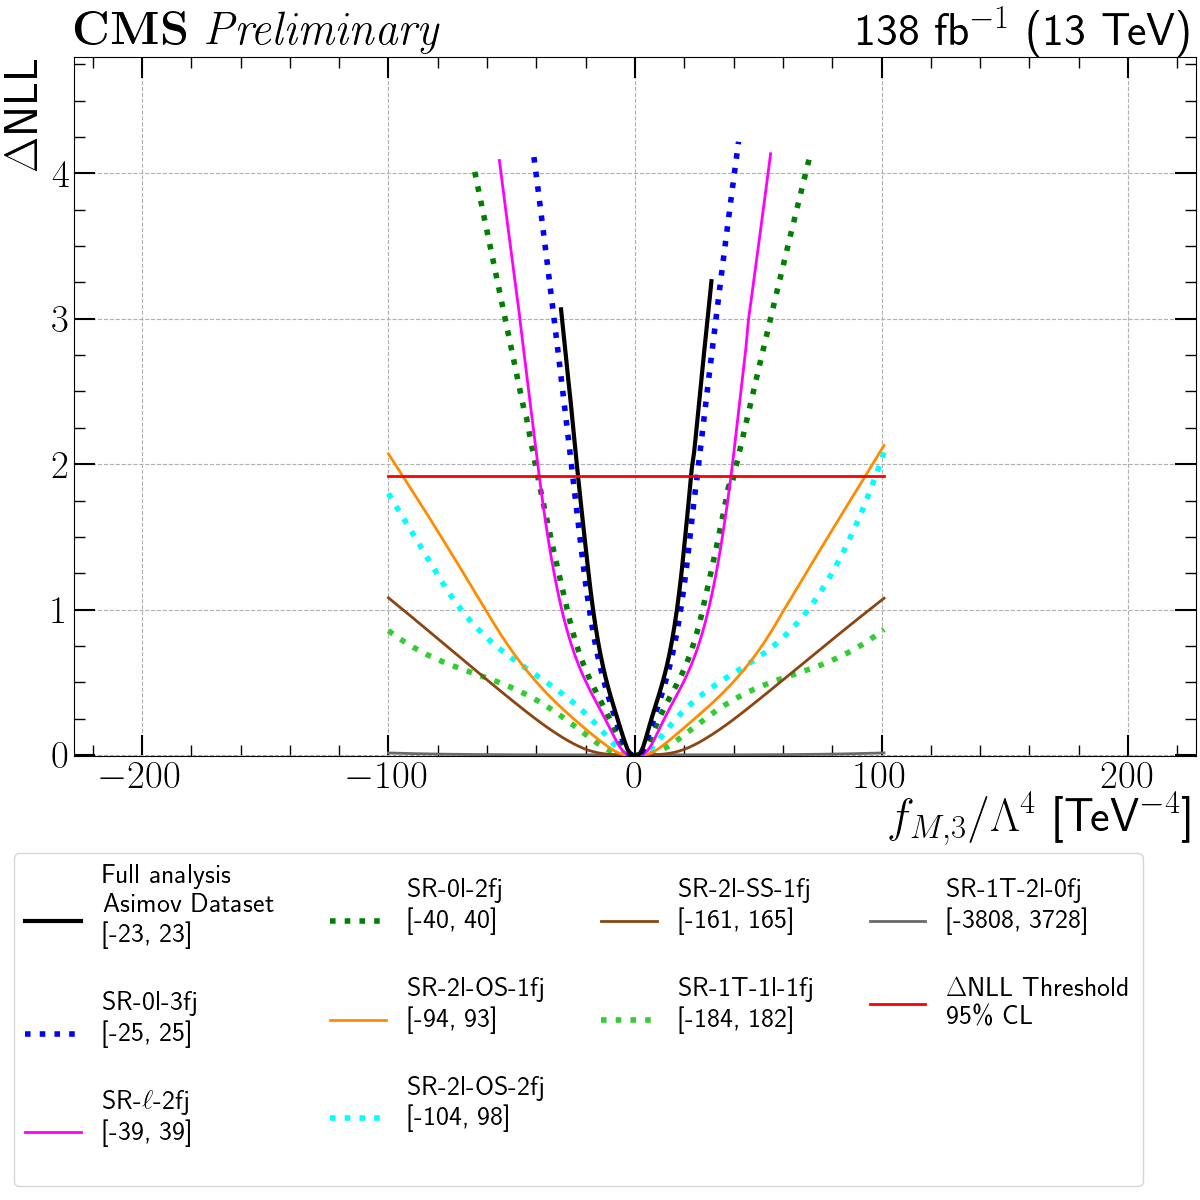 CMS Preliminary 138 fb⁻¹ (13 TeV)
ΔNLL
4
3
2
1
0
−200 −100 0 100 200
f_{M,3}/Λ⁴ [TeV⁻⁴]
Full analysis
Asimov Dataset
[-23, 23]
SR-0l-3fj
[-25, 25]
SR-ℓ-2fj
[-39, 39]
SR-0l-2fj
[-40, 40]
SR-2l-OS-1fj
[-94, 93]
SR-2l-OS-2fj
[-104, 98]
SR-2l-SS-1fj
[-161, 165]
SR-1T-1l-1fj
[-184, 182]
SR-1T-2l-0fj
[-3808, 3728]
ΔNLL Threshold
95% CL